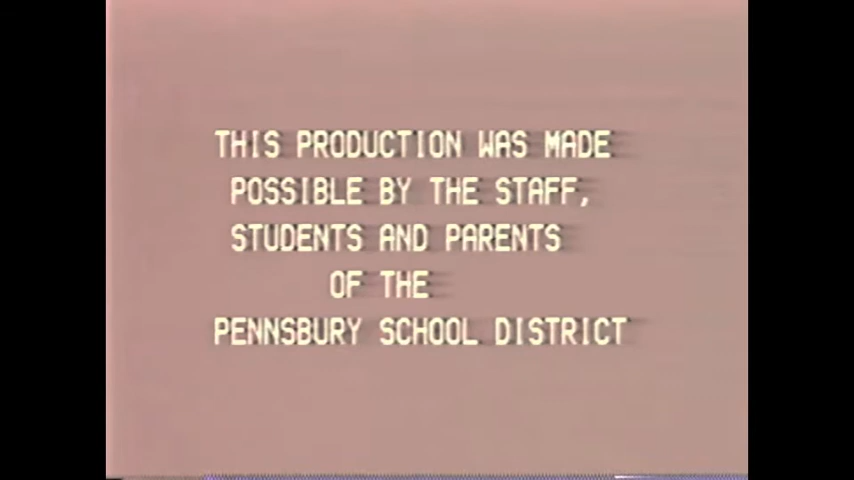 THIS PRODUCTION WAS MADE
POSSIBLE BY THE STAFF,
STUDENTS AND PARENTS
OF THE
PENNSBURY SCHOOL DISTRICT